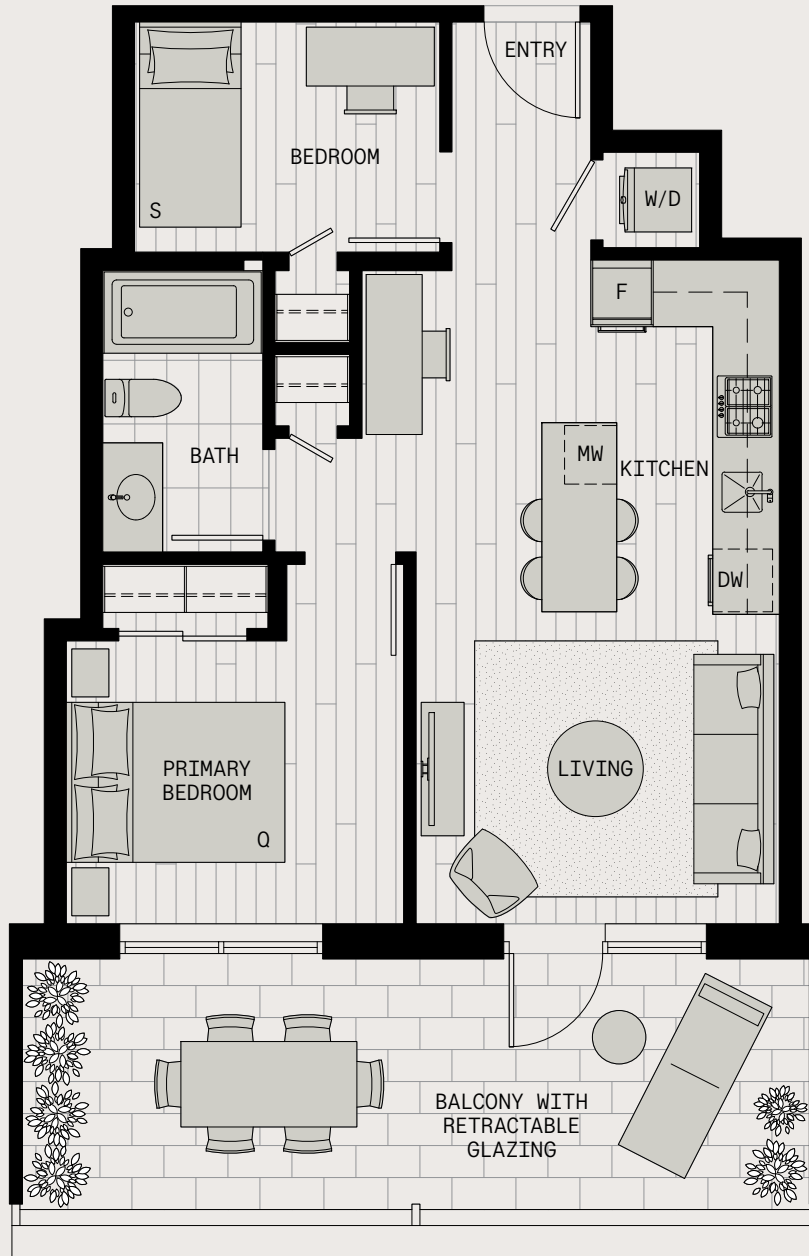 ENTRY
BEDROOM
W/D
S
F
BATH
MW
KITCHEN
DW
PRIMARY
BEDROOM
LIVING
Q
BALCONY WITH
RETRACTABLE
GLAZING